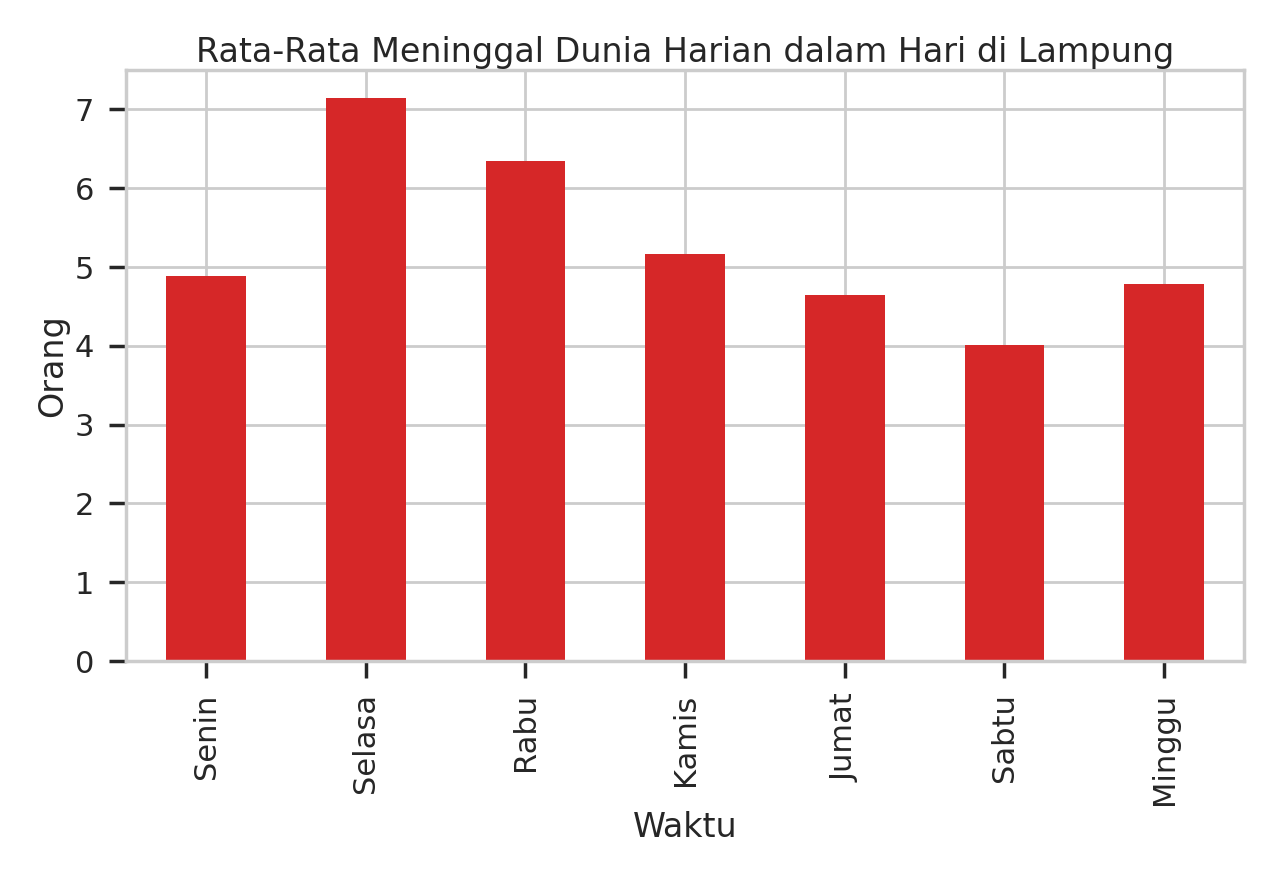 Rata-Rata Meninggal Dunia Harian dalam Hari di Lampung
7
6
5
4
3
2
1
0
Orang
Senin
Selasa
Rabu
Kamis
Jumat
Sabtu
Minggu
Waktu